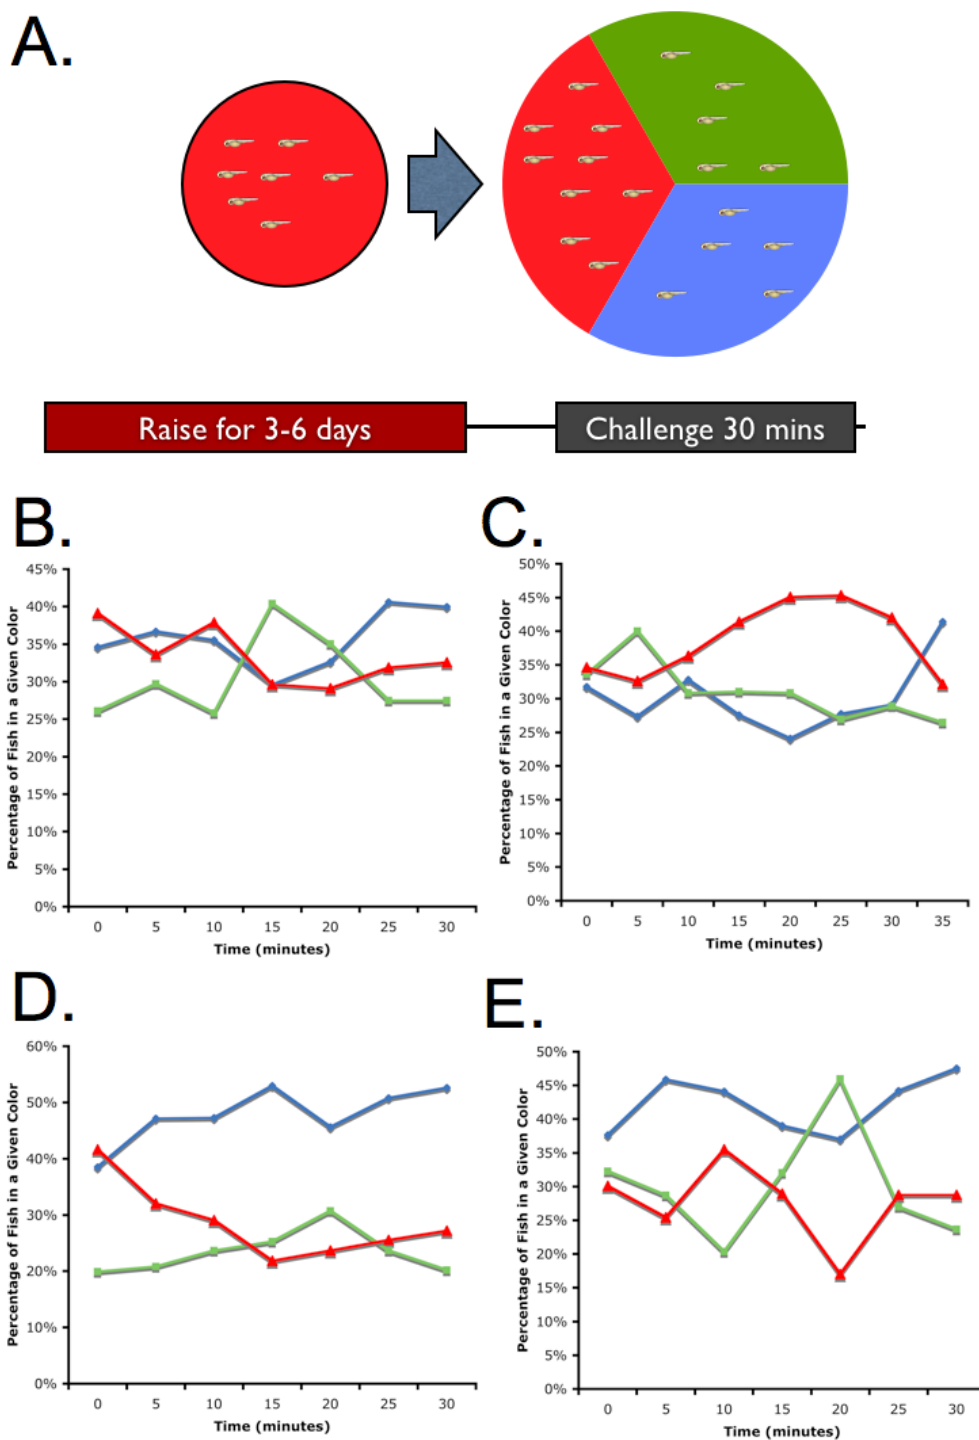 A.
Raise for 3-6 days
Challenge 30 mins
B.
45%
40%
35%
30%
25%
20%
15%
10%
5%
0%
Percentage of Fish in a Given Color
0 5 10 15 20 25 30
Time (minutes)
C.
50%
45%
40%
35%
30%
25%
20%
15%
10%
5%
0%
Percentage of Fish in a Given Color
0 5 10 15 20 25 30 35
Time (minutes)
D.
60%
50%
40%
30%
20%
10%
0%
Percentage of Fish in a Given Color
0 5 10 15 20 25 30
Time (minutes)
E.
50%
45%
40%
35%
30%
25%
20%
15%
10%
5%
0%
Percentage of Fish in a Given Color
0 5 10 15 20 25 30
Time (minutes)